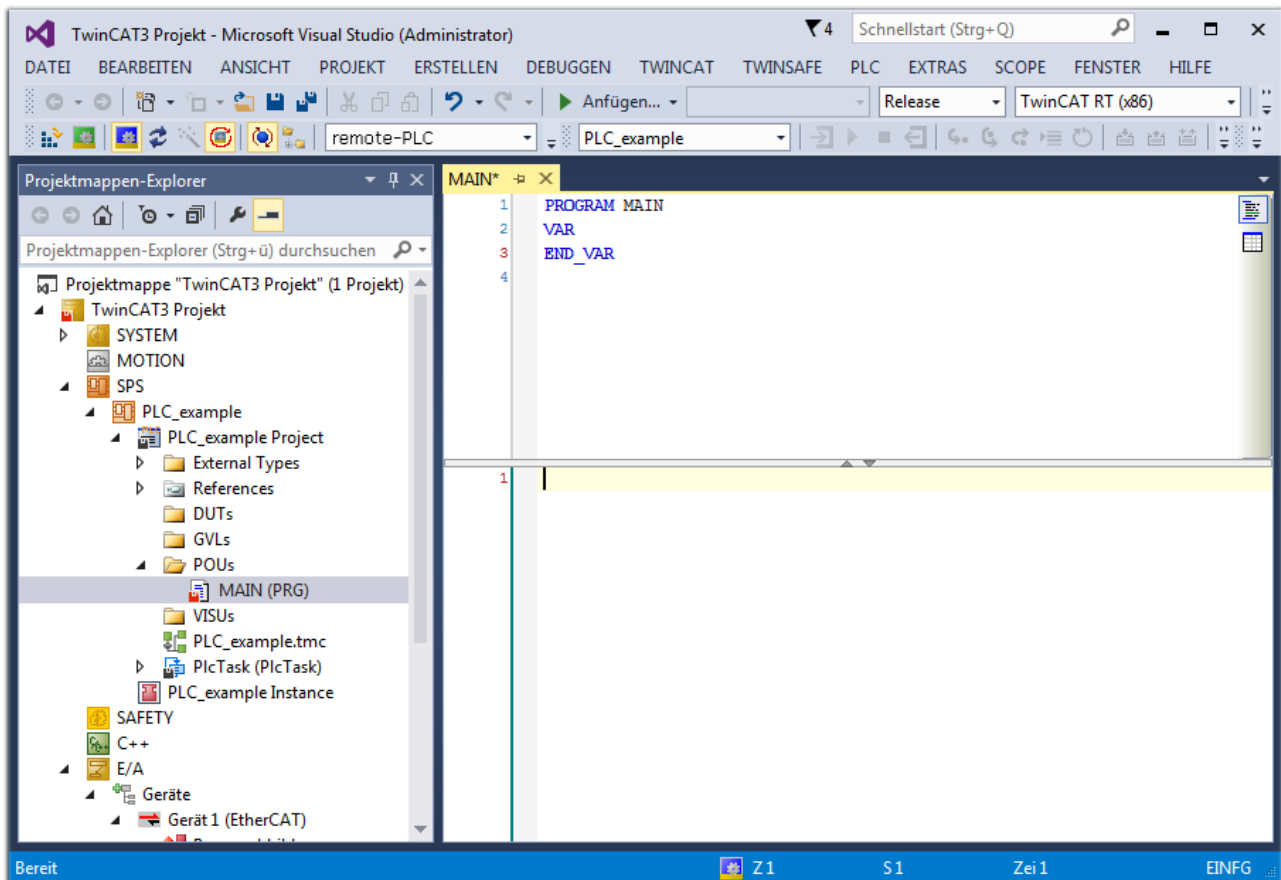 TwinCAT3 Projekt - Microsoft Visual Studio (Administrator) 4 Schnellstart (Strg+Q)
DATEI BEARBEITEN ANSICHT PROJEKT ERSTELLEN DEBUGGEN TWINCAT TWINSAFE PLC EXTRAS SCOPE FENSTER HILFE
Anfügen... Release TwinCAT RT (x86)
remote-PLC PLC_example
Projektmappen-Explorer
Projektmappen-Explorer (Strg+ü) durchsuchen
Projektmappe "TwinCAT3 Projekt" (1 Projekt)
TwinCAT3 Projekt
SYSTEM
MOTION
SPS
PLC_example
PLC_example Project
External Types
References
DUTs
GVLs
POUs
MAIN (PRG)
VISUs
PLC_example.tmc
PlcTask (PlcTask)
PLC_example Instance
SAFETY
C++
E/A
Geräte
Gerät 1 (EtherCAT)
MAIN*
1 PROGRAM MAIN
2 VAR
3 END_VAR
4
1
Bereit Z 1 S 1 Zei 1 EINFG